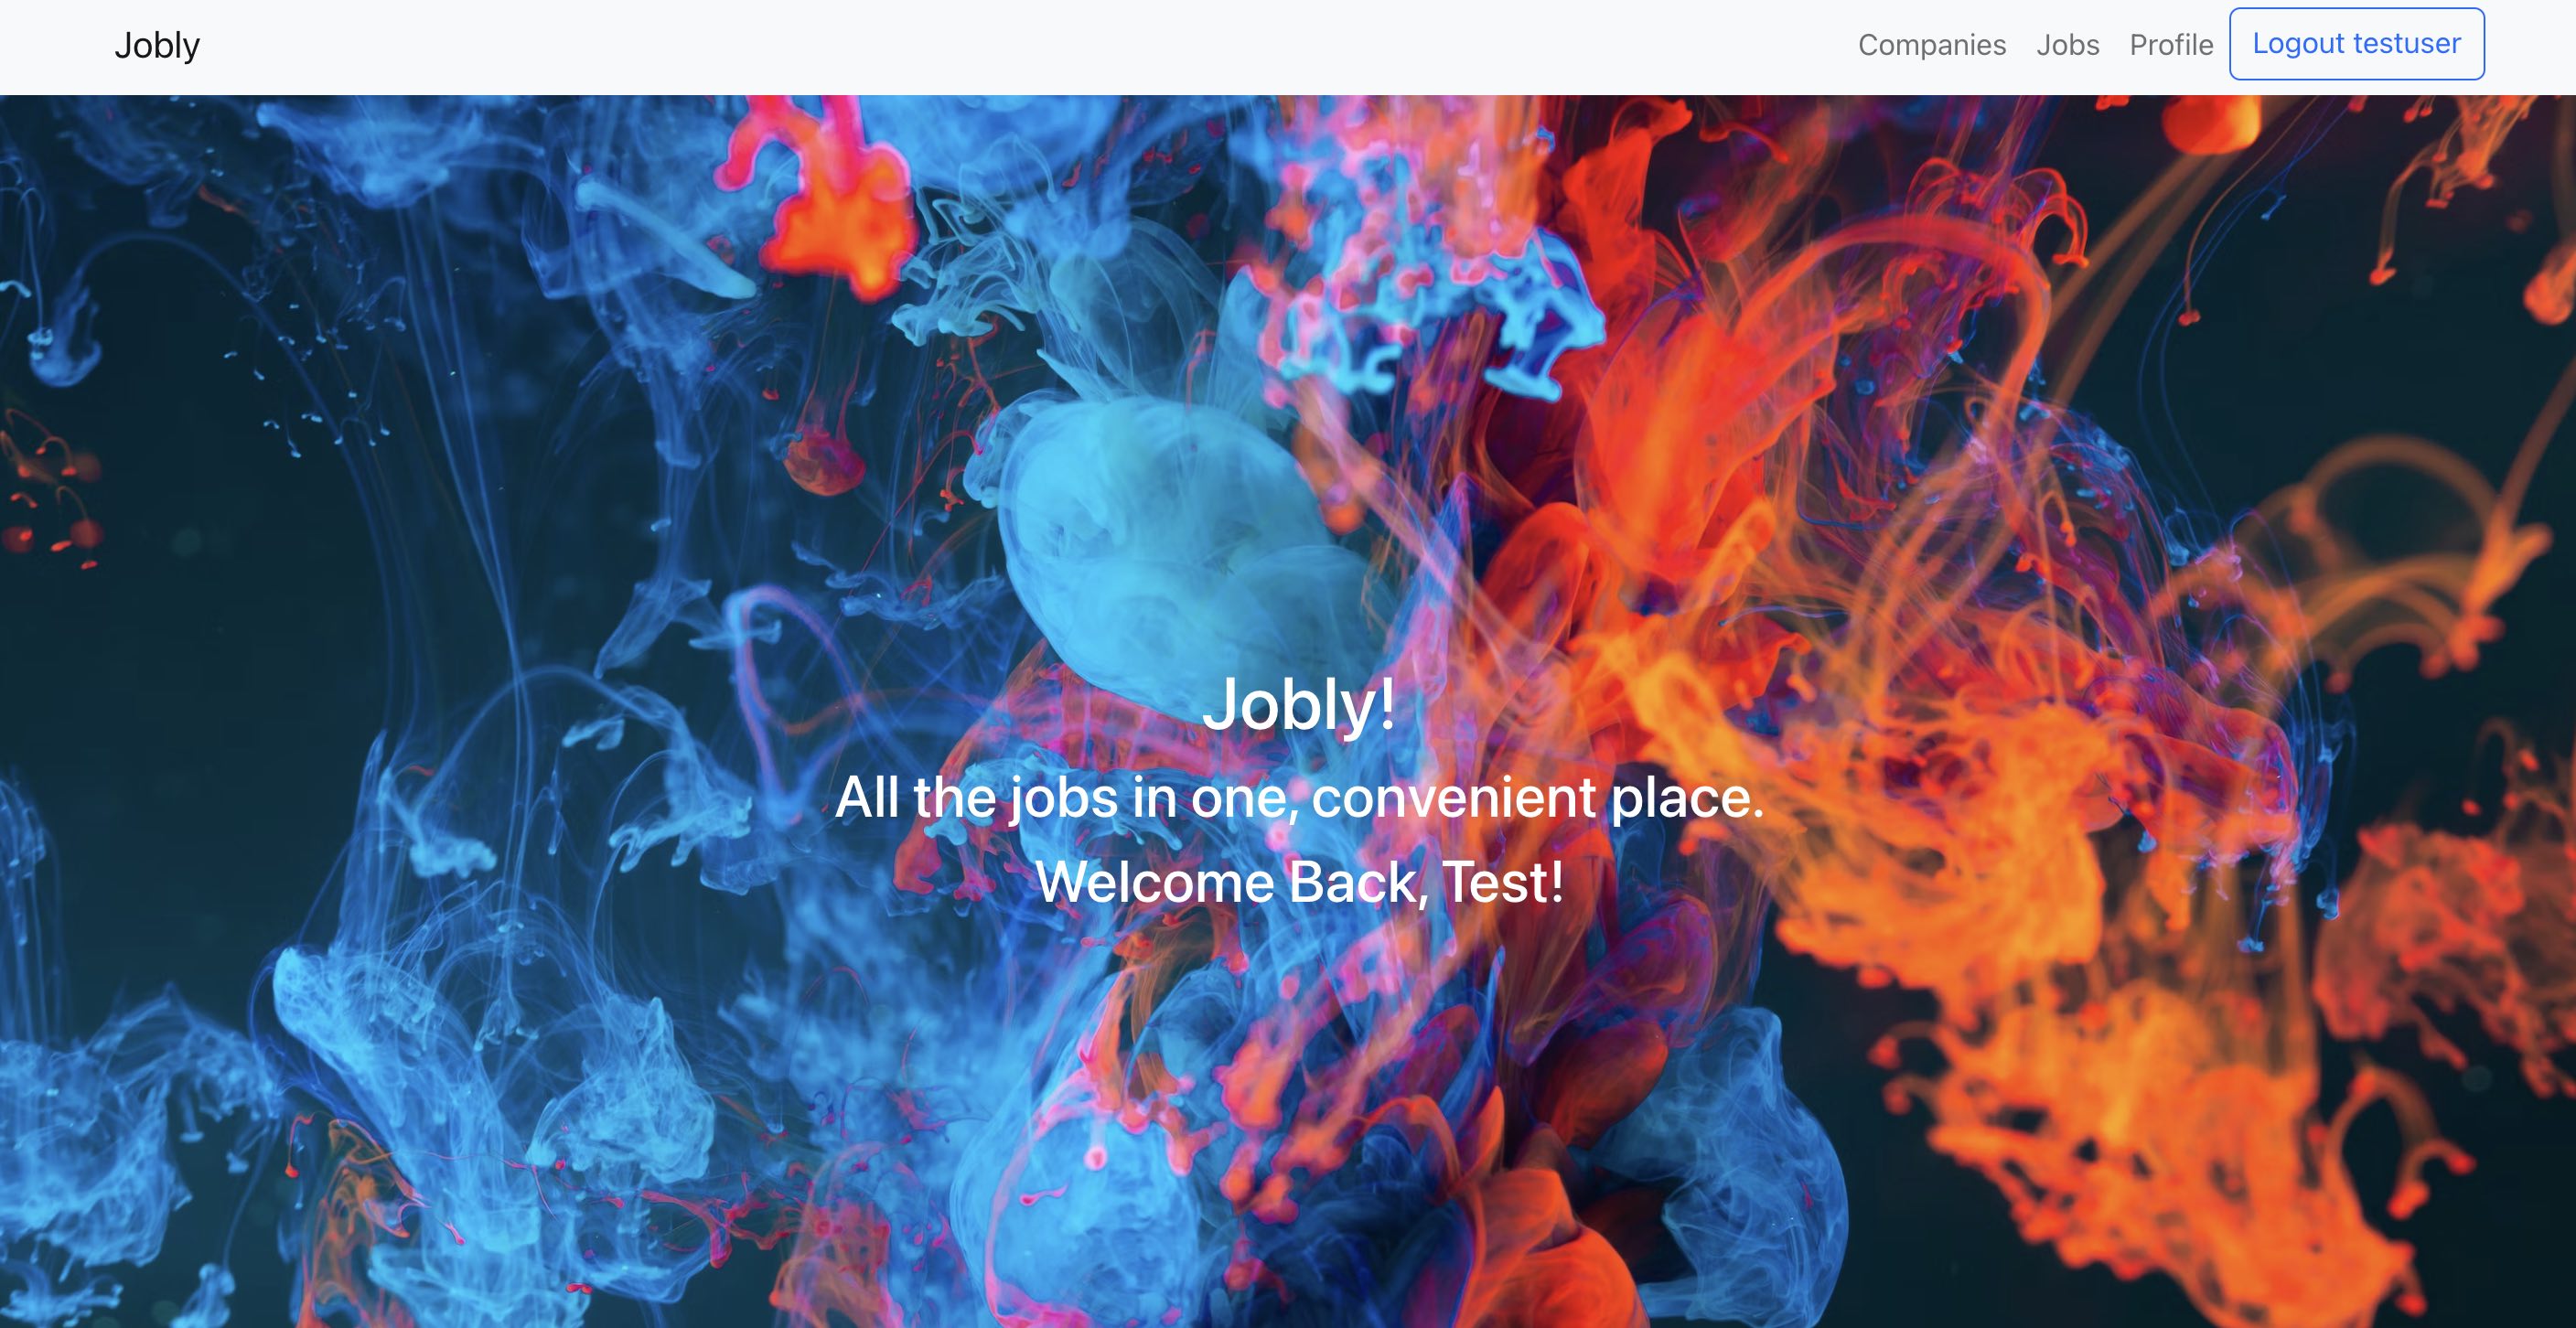 Jobly
Companies Jobs Profile Logout testuser
Jobly!
All the jobs in one, convenient place.
Welcome Back, Test!